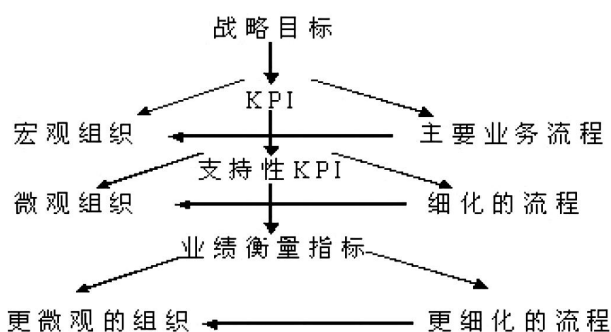 战略目标
KPI
宏观组织 主要业务流程
支持性KPI
微观组织 细化的流程
业绩衡量指标
更微观的组织 更细化的流程